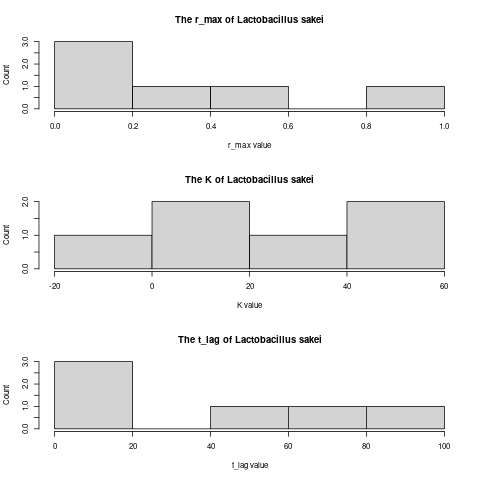 The r_max of Lactobacillus sakei
Count
3.0
2.0
1.0
0.0
0.0 0.2 0.4 0.6 0.8 1.0
r_max value
The K of Lactobacillus sakei
Count
2.0
1.0
0.0
-20 0 20 40 60
K value
The t_lag of Lactobacillus sakei
Count
3.0
2.0
1.0
0.0
0 20 40 60 80 100
t_lag value